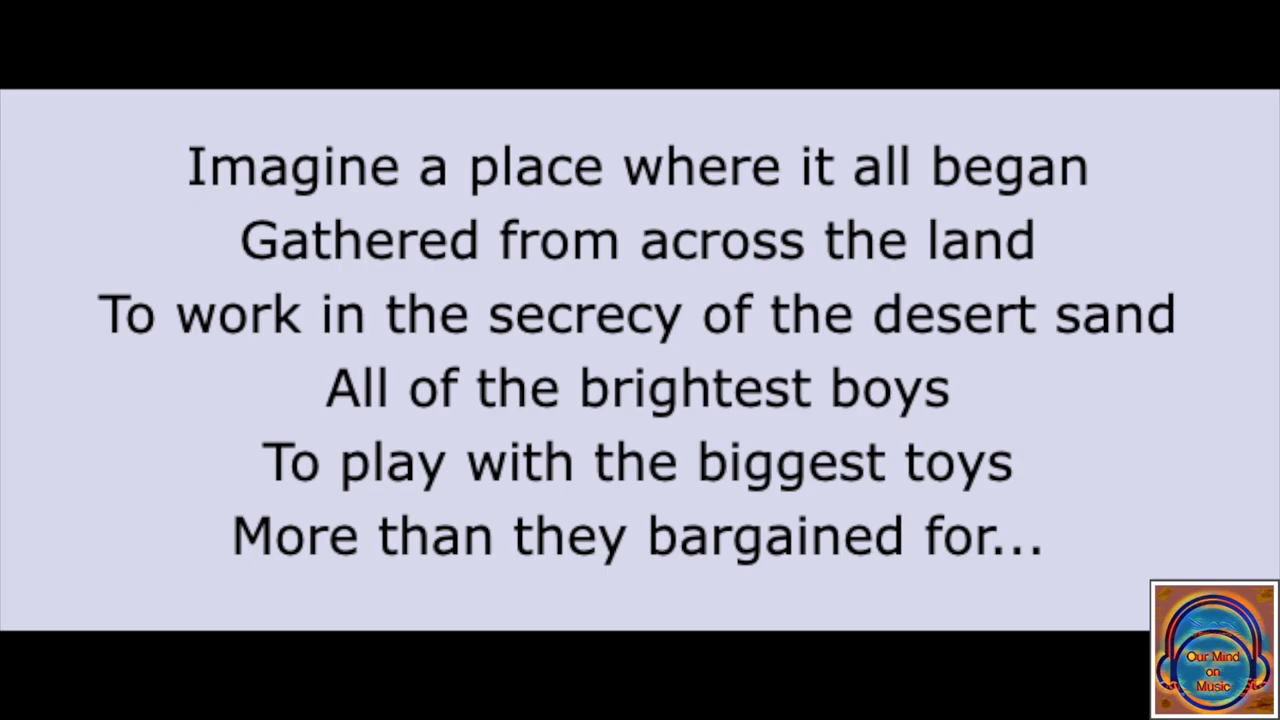 Imagine a place where it all began
Gathered from across the land
To work in the secrecy of the desert sand
All of the brightest boys
To play with the biggest toys
More than they bargained for...
Our Mind
on
Music